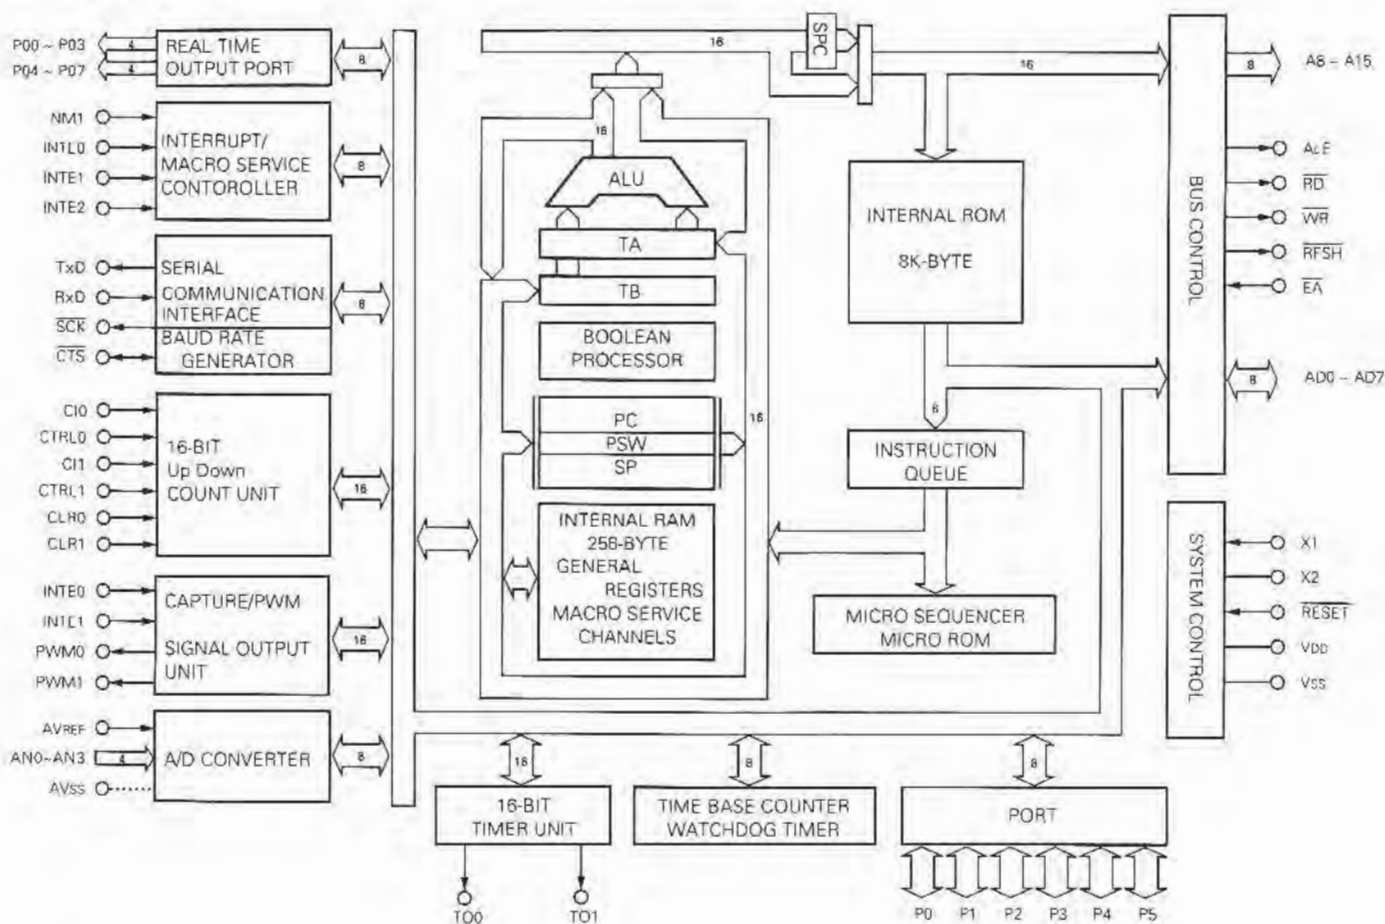 P00 ~ P03
4
P04 ~ P07
4
REAL TIME
OUTPUT PORT
8
NM1
INTL0
INTE1
INTE2
INTERRUPT/
MACRO SERVICE
CONTOROLLER
8
TxD
RxD
SCK
CTS
SERIAL
COMMUNICATION
INTERFACE
BAUD RATE
GENERATOR
8
CI0
CTRL0
CI1
CTRL1
CLR0
CLR1
16-BIT
Up Down
COUNT UNIT
16
INTE0
INTE1
PWM0
PWM1
CAPTURE/PWM
SIGNAL OUTPUT
UNIT
16
AVREF
AN0~AN3
4
AVSS
A/D CONVERTER
8
16
SPC
16
16
ALU
TA
TB
BOOLEAN
PROCESSOR
PC
PSW
SP
16
INTERNAL RAM
256-BYTE
GENERAL
REGISTERS
MACRO SERVICE
CHANNELS
INTERNAL ROM
8K-BYTE
8
INSTRUCTION
QUEUE
MICRO SEQUENCER
MICRO ROM
BUS CONTROL
8
A8 ~ A15
ALE
RD
WR
RFSH
EA
8
AD0 ~ AD7
SYSTEM CONTROL
X1
X2
RESET
VDD
VSS
16
16-BIT
TIMER UNIT
TO0
TO1
8
TIME BASE COUNTER
WATCHDOG TIMER
8
PORT
P0
P1
P2
P3
P4
P5